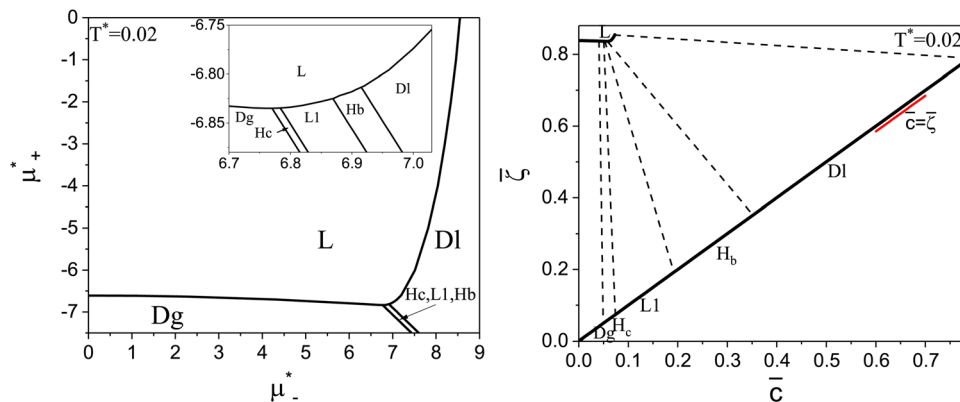 T*=0.02
0
-1
-2
-3
-4
-5
-6
-7
μ*+
0 1 2 3 4 5 6 7 8 9
μ*-
L
Dl
Dg
Hc,L1,Hb
-6.75
-6.80
-6.85
6.7 6.8 6.9 7.0
L
Dl
Dg
Hc
L1
Hb
T*=0.02
L
0.8
0.6
0.4
0.2
0.0
ζ̅
0.0 0.1 0.2 0.3 0.4 0.5 0.6 0.7
c̅
c̅=ζ̅
Dl
Hb
L1
Hc
Dg